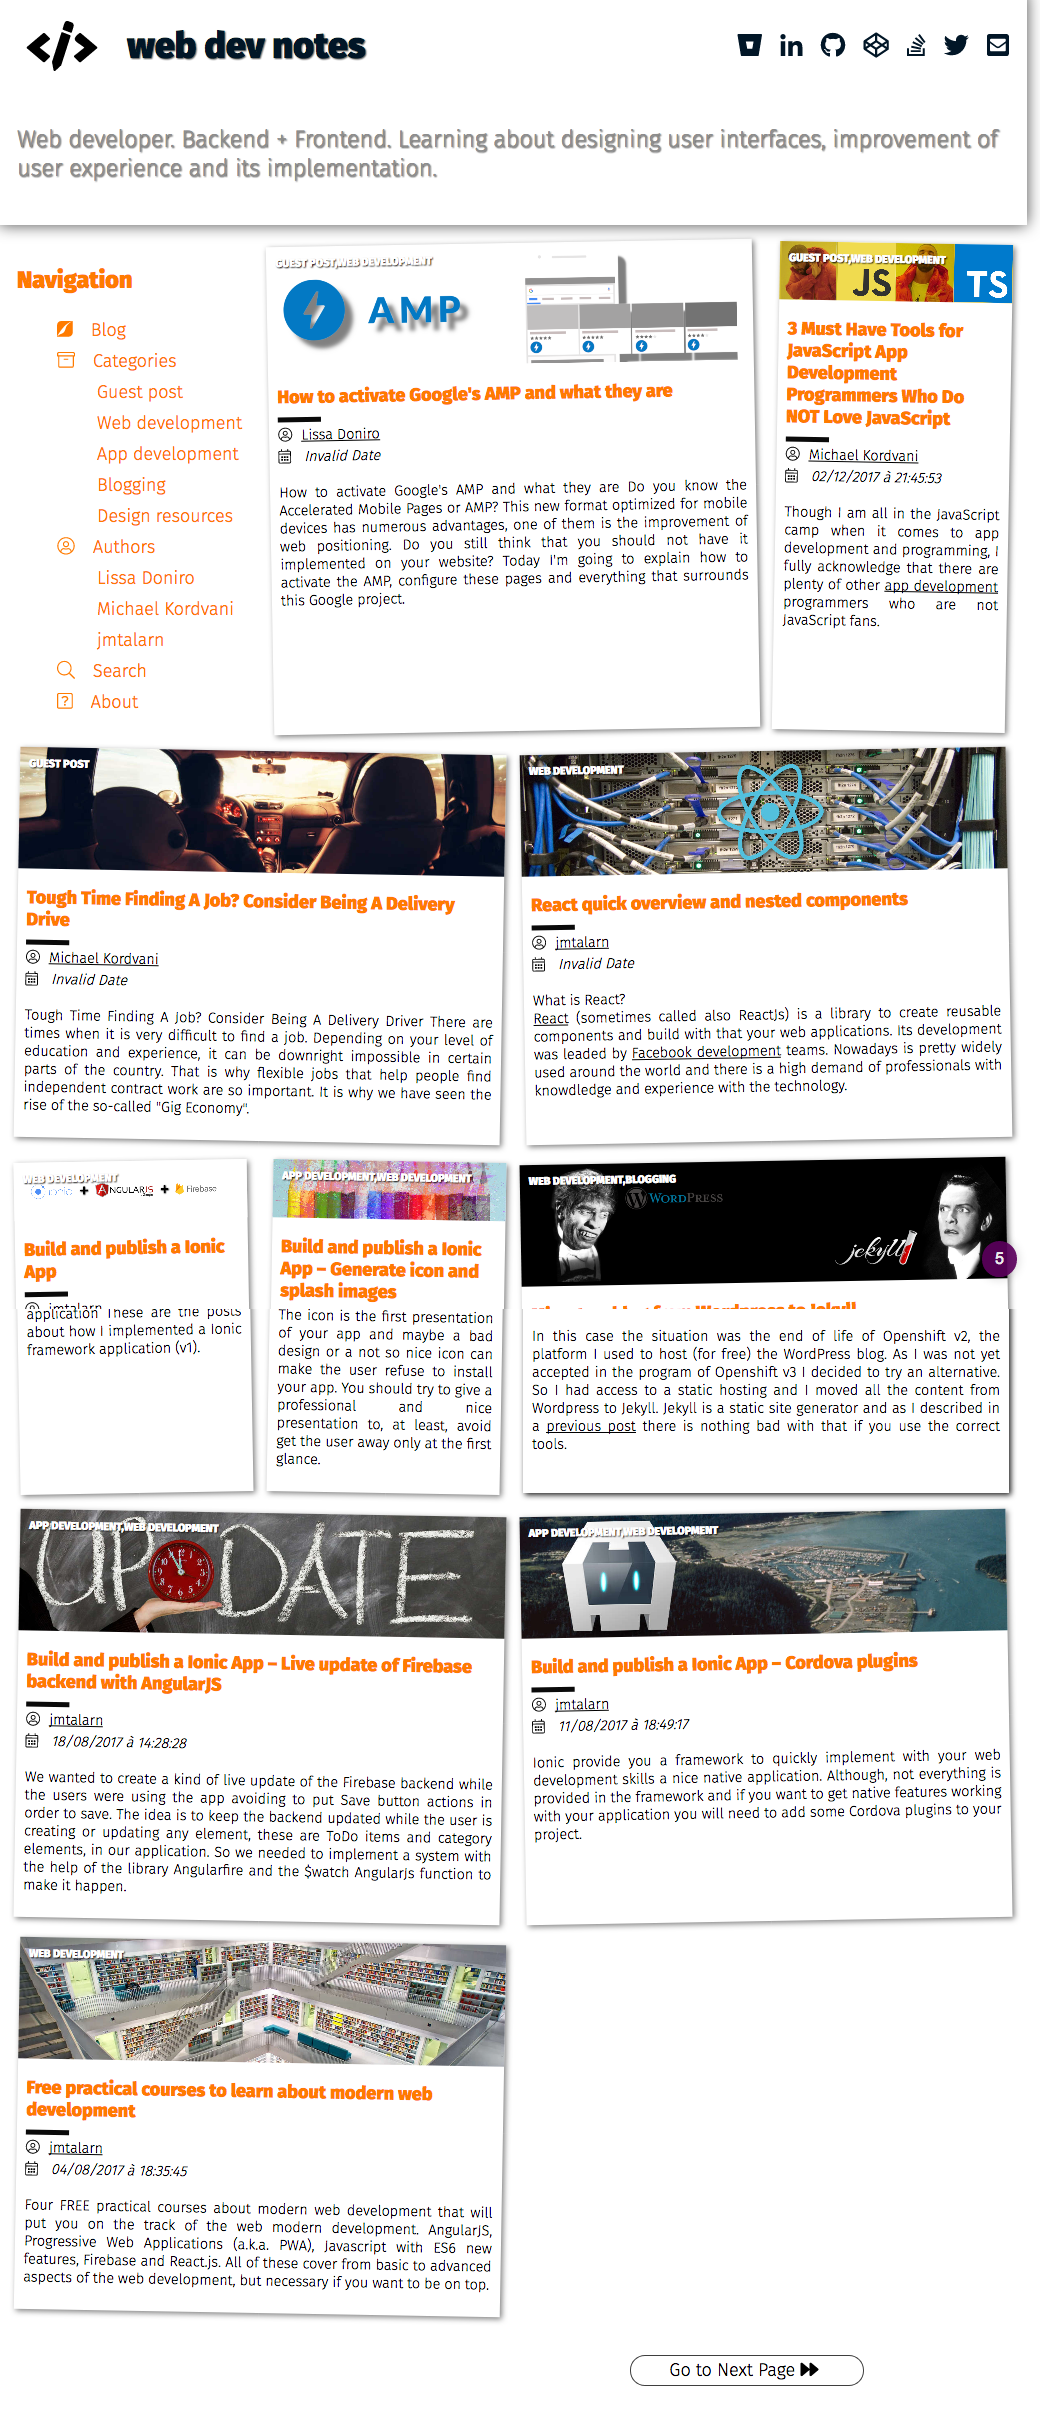 web dev notes
Web developer. Backend + Frontend. Learning about designing user interfaces, improvement of
user experience and its implementation.
Navigation
Blog
Categories
Guest post
Web development
App development
Blogging
Design resources
Authors
Lissa Doniro
Michael Kordvani
jmtalarn
Search
About
GUEST POST,WEB DEVELOPMENT
AMP
How to activate Google's AMP and what they are
Lissa Doniro
Invalid Date
How to activate Google's AMP and what they are Do you know the
Accelerated Mobile Pages or AMP? This new format optimized for mobile
devices has numerous advantages, one of them is the improvement of
web positioning. Do you still think that you should not have it
implemented on your website? Today I'm going to explain how to
activate the AMP, configure these pages and everything that surrounds
this Google project.
GUEST POST,WEB DEVELOPMENT
JS
TS
3 Must Have Tools for
JavaScript App
Development
Programmers Who Do
NOT Love JavaScript
Michael Kordvani
02/12/2017 à 21:45:53
Though I am all in the JavaScript
camp when it comes to app
development and programming, I
fully acknowledge that there are
plenty of other app development
programmers who are not
JavaScript fans.
GUEST POST
Tough Time Finding A Job? Consider Being A Delivery
Drive
Michael Kordvani
Invalid Date
Tough Time Finding A Job? Consider Being A Delivery Driver There are
times when it is very difficult to find a job. Depending on your level of
education and experience, it can be downright impossible in certain
parts of the country. That is why flexible jobs that help people find
independent contract work are so important. It is why we have seen the
rise of the so-called "Gig Economy".
WEB DEVELOPMENT
React quick overview and nested components
jmtalarn
Invalid Date
What is React?
React (sometimes called also ReactJs) is a library to create reusable
components and build with that your web applications. Its development
was leaded by Facebook development teams. Nowadays is pretty widely
used around the world and there is a high demand of professionals with
knowdledge and experience with the technology.
WEB DEVELOPMENT
ionic + ANGULARJS + Firebase
Build and publish a Ionic
App
jmtalarn
application These are the posts
about how I implemented a Ionic
framework application (v1).
APP DEVELOPMENT,WEB DEVELOPMENT
Build and publish a Ionic
App – Generate icon and
splash images
The icon is the first presentation
of your app and maybe a bad
design or a not so nice icon can
make the user refuse to install
your app. You should try to give a
professional and nice
presentation to, at least, avoid
get the user away only at the first
glance.
WEB DEVELOPMENT,BLOGGING
WORDPRESS
jekyll
5
In this case the situation was the end of life of Openshift v2, the
platform I used to host (for free) the WordPress blog. As I was not yet
accepted in the program of Openshift v3 I decided to try an alternative.
So I had access to a static hosting and I moved all the content from
Wordpress to Jekyll. Jekyll is a static site generator and as I described in
a previous post there is nothing bad with that if you use the correct
tools.
APP DEVELOPMENT,WEB DEVELOPMENT
UPDATE
Build and publish a Ionic App – Live update of Firebase
backend with AngularJS
jmtalarn
18/08/2017 à 14:28:28
We wanted to create a kind of live update of the Firebase backend while
the users were using the app avoiding to put Save button actions in
order to save. The idea is to keep the backend updated while the user is
creating or updating any element, these are ToDo items and category
elements, in our application. So we needed to implement a system with
the help of the library Angularfire and the $watch AngularJs function to
make it happen.
APP DEVELOPMENT,WEB DEVELOPMENT
Build and publish a Ionic App – Cordova plugins
jmtalarn
11/08/2017 à 18:49:17
Ionic provide you a framework to quickly implement with your web
development skills a nice native application. Although, not everything is
provided in the framework and if you want to get native features working
with your application you will need to add some Cordova plugins to your
project.
WEB DEVELOPMENT
Free practical courses to learn about modern web
development
jmtalarn
04/08/2017 à 18:35:45
Four FREE practical courses about modern web development that will
put you on the track of the web modern development. AngularJS,
Progressive Web Applications (a.k.a. PWA), Javascript with ES6 new
features, Firebase and React.js. All of these cover from basic to advanced
aspects of the web development, but necessary if you want to be on top.
Go to Next Page